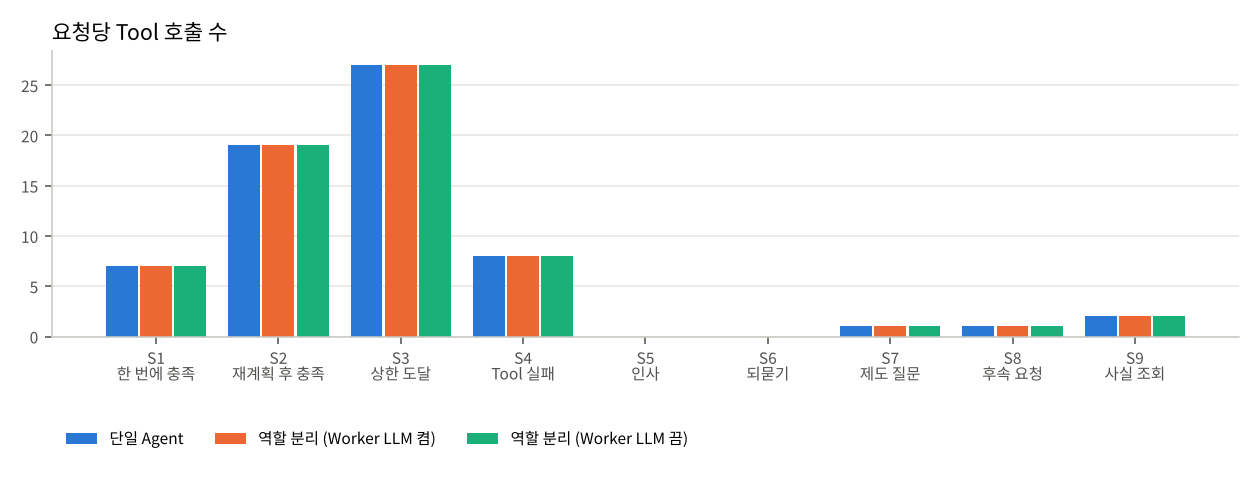 요청당 Tool 호출 수
25
20
15
10
5
0
S1 S2 S3 S4 S5 S6 S7 S8 S9
한 번에 충족 재계획 후 충족 상한 도달 Tool 실패 인사 되묻기 제도 질문 후속 요청 사실 조회
단일 Agent 역할 분리 (Worker LLM 켬) 역할 분리 (Worker LLM 끔)